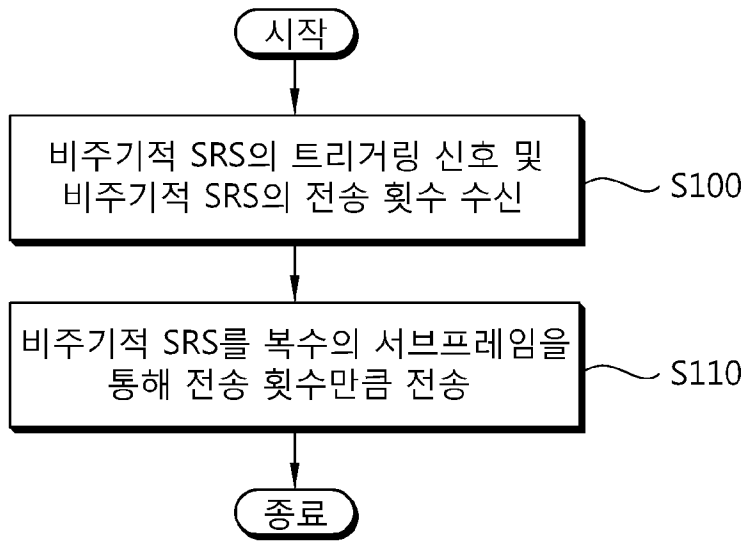 시작
비주기적 SRS의 트리거링 신호 및
비주기적 SRS의 전송 횟수 수신
S100
비주기적 SRS를 복수의 서브프레임을
통해 전송 횟수만큼 전송
S110
종료